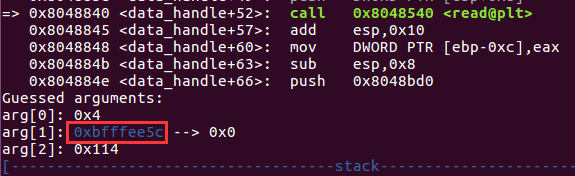 => 0x8048840 <data_handle+52>: call 0x8048540 <read@plt>
0x8048845 <data_handle+57>: add esp,0x10
0x8048848 <data_handle+60>: mov DWORD PTR [ebp-0xc],eax
0x804884b <data_handle+63>: sub esp,0x8
0x804884e <data_handle+66>: push 0x8048bd0
Guessed arguments:
arg[0]: 0x4
arg[1]: 0xbfffee5c --> 0x0
arg[2]: 0x114
[------------------------------------stack-----------------------